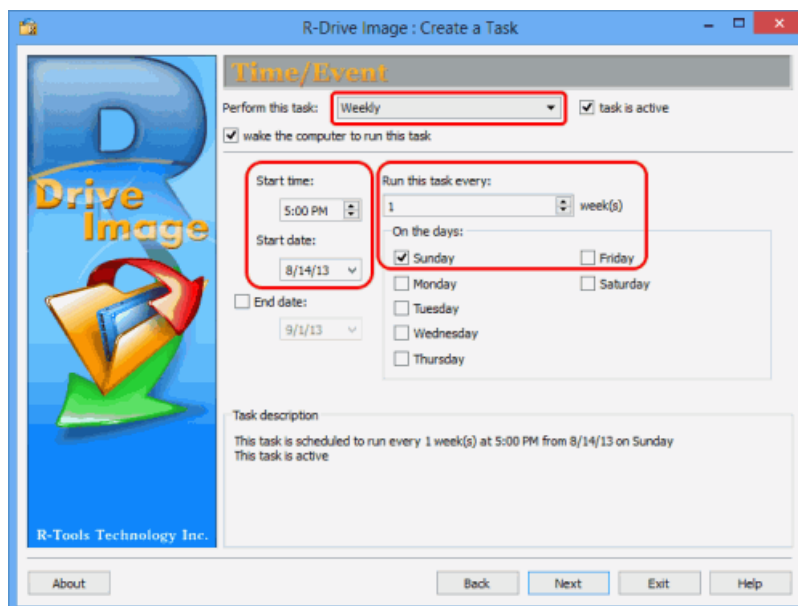 R-Drive Image : Create a Task
R
Drive
Image
R-Tools Technology Inc.
Time/Event
Perform this task: Weekly task is active
wake the computer to run this task
Start time:
5:00 PM
Start date:
8/14/13
End date:
9/1/13
Run this task every:
1 week(s)
On the days:
Sunday Friday
Monday Saturday
Tuesday
Wednesday
Thursday
Task description
This task is scheduled to run every 1 week(s) at 5:00 PM from 8/14/13 on Sunday
This task is active
About Back Next Exit Help